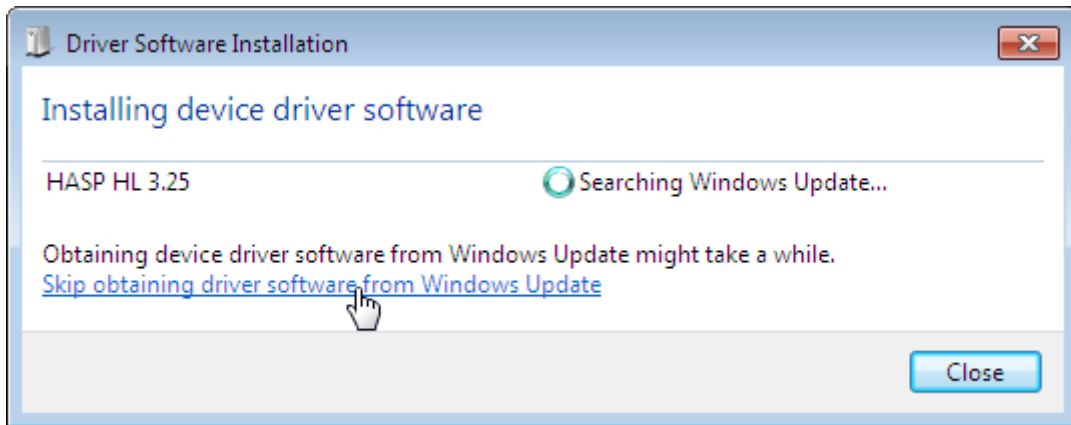 Driver Software Installation
Installing device driver software
HASP HL 3.25 Searching Windows Update...
Obtaining device driver software from Windows Update might take a while.
Skip obtaining driver software from Windows Update
Close